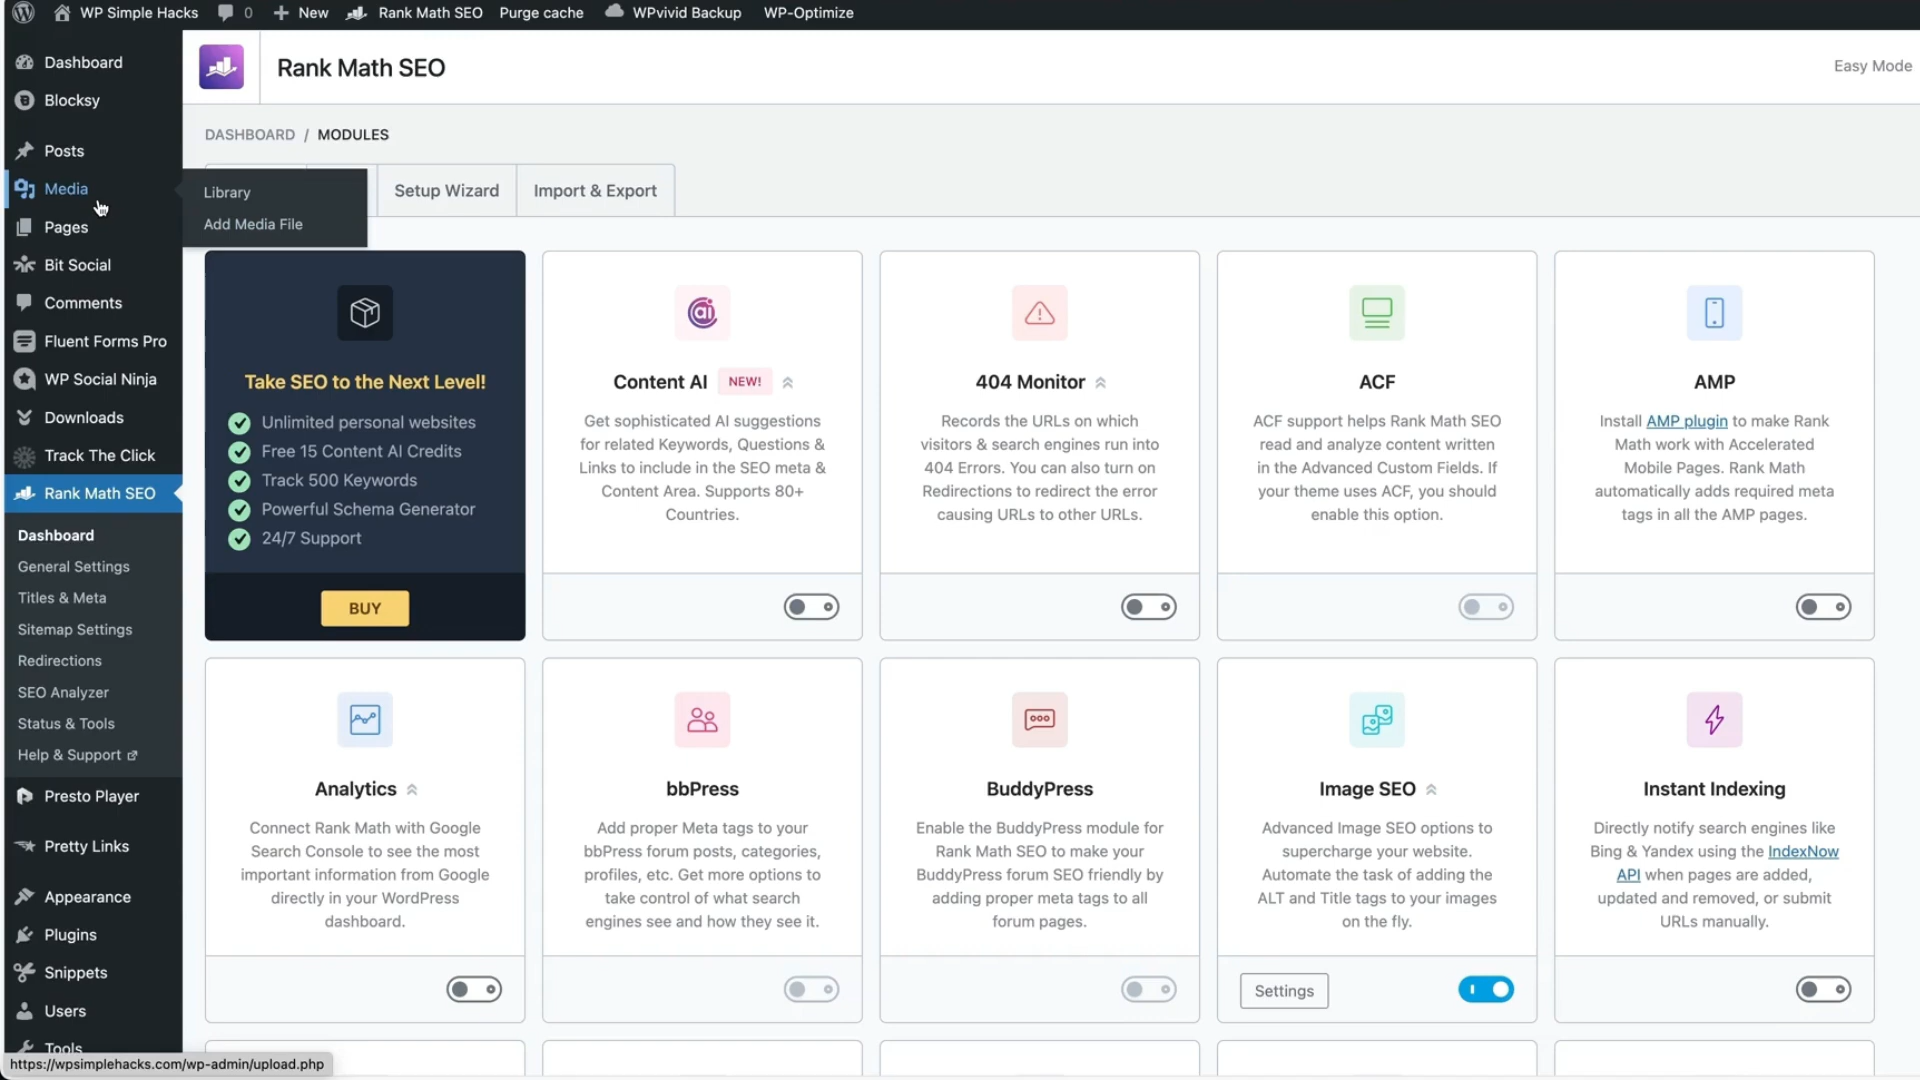 WP Simple Hacks 0 New Rank Math SEO Purge cache WPvivid Backup WP-Optimize
Dashboard
Blocksy
Posts
Media
Pages
Bit Social
Comments
Fluent Forms Pro
WP Social Ninja
Downloads
Track The Click
Rank Math SEO
Dashboard
General Settings
Titles & Meta
Sitemap Settings
Redirections
SEO Analyzer
Status & Tools
Help & Support
Presto Player
Pretty Links
Appearance
Plugins
Snippets
Users
Tools
https://wpsimplehacks.com/wp-admin/upload.php
Library
Add Media File
Rank Math SEO
Easy Mode
DASHBOARD / MODULES
Setup Wizard
Import & Export
Take SEO to the Next Level!
Unlimited personal websites
Free 15 Content AI Credits
Track 500 Keywords
Powerful Schema Generator
24/7 Support
BUY
Content AI NEW!
Get sophisticated AI suggestions
for related Keywords, Questions &
Links to include in the SEO meta &
Content Area. Supports 80+
Countries.
404 Monitor
Records the URLs on which
visitors & search engines run into
404 Errors. You can also turn on
Redirections to redirect the error
causing URLs to other URLs.
ACF
ACF support helps Rank Math SEO
read and analyze content written
in the Advanced Custom Fields. If
your theme uses ACF, you should
enable this option.
AMP
Install AMP plugin to make Rank
Math work with Accelerated
Mobile Pages. Rank Math
automatically adds required meta
tags in all the AMP pages.
Analytics
Connect Rank Math with Google
Search Console to see the most
important information from Google
directly in your WordPress
dashboard.
bbPress
Add proper Meta tags to your
bbPress forum posts, categories,
profiles, etc. Get more options to
take control of what search
engines see and how they see it.
BuddyPress
Enable the BuddyPress module for
Rank Math SEO to make your
BuddyPress forum SEO friendly by
adding proper meta tags to all
forum pages.
Image SEO
Advanced Image SEO options to
supercharge your website.
Automate the task of adding the
ALT and Title tags to your images
on the fly.
Settings
Instant Indexing
Directly notify search engines like
Bing & Yandex using the IndexNow
API when pages are added,
updated and removed, or submit
URLs manually.